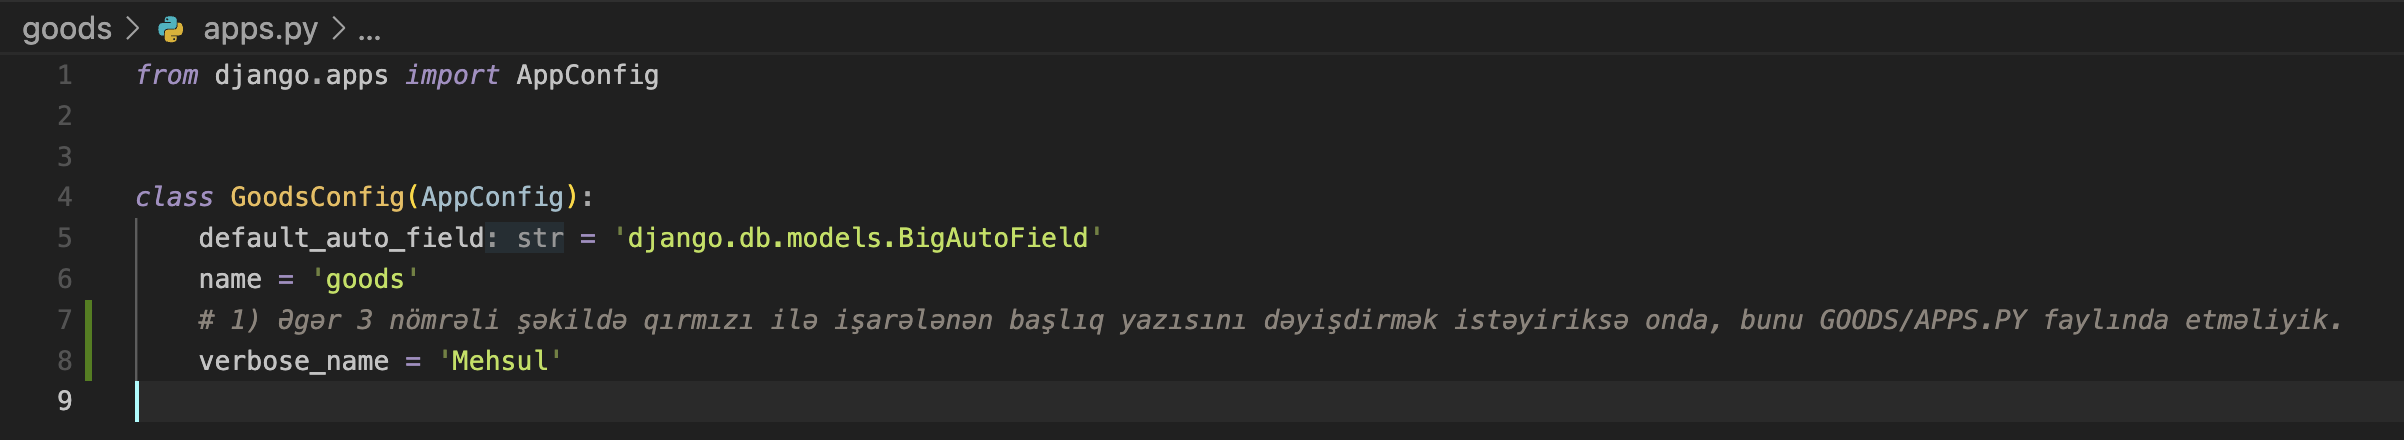 goods > apps.py > ...
1 from django.apps import AppConfig
2
3
4 class GoodsConfig(AppConfig):
5 default_auto_field: str = 'django.db.models.BigAutoField'
6 name = 'goods'
7 # 1) Əgər 3 nömrəli şəkildə qırmızı ilə işarələnən başlıq yazısını dəyişdirmək istəyiriksə onda, bunu GOODS/APPS.PY faylında etməliyik.
8 verbose_name = 'Mehsul'
9